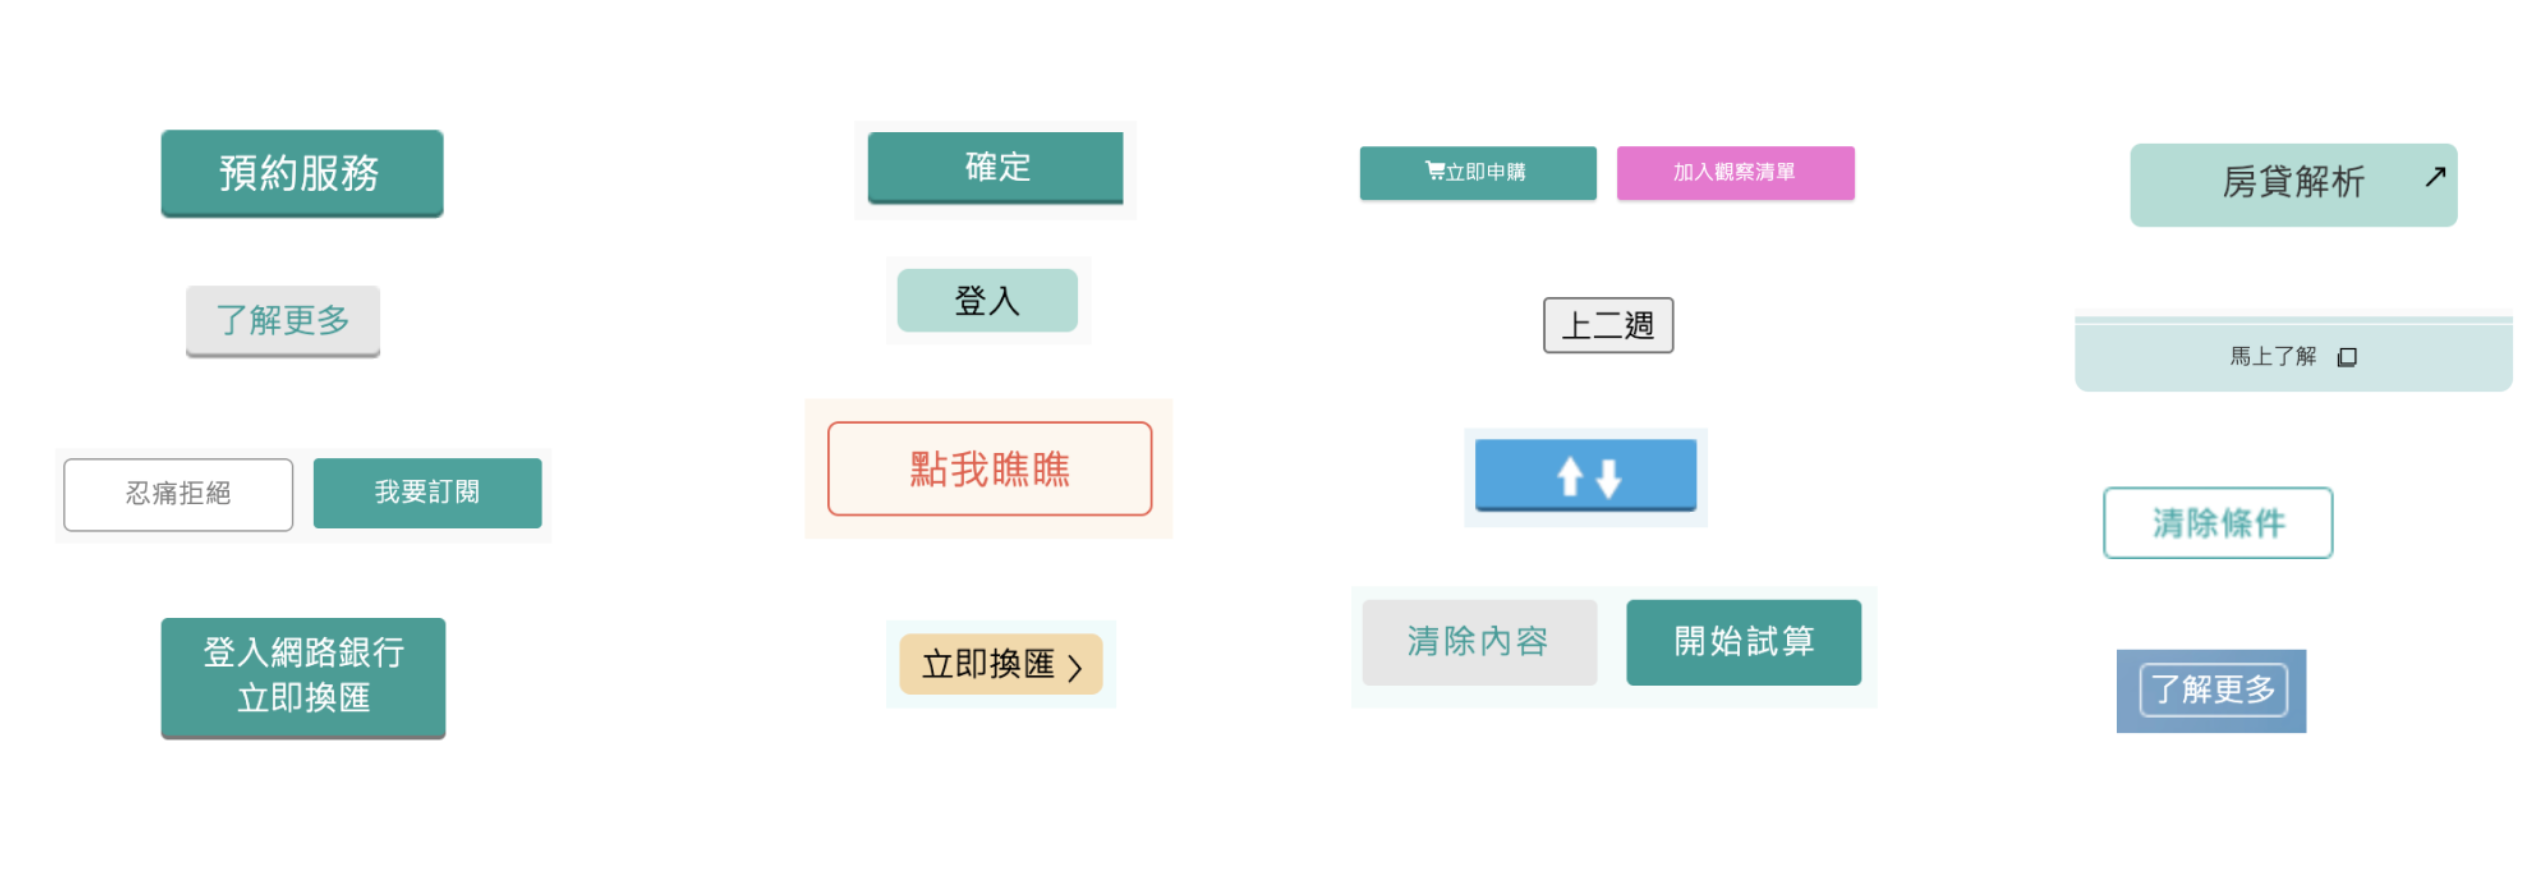 預約服務
了解更多
忍痛拒絕
我要訂閱
登入網路銀行
立即換匯
確定
登入
點我瞧瞧
立即換匯
立即申購
加入觀察清單
上二週
清除內容
開始試算
房貸解析
馬上了解
清除條件
了解更多